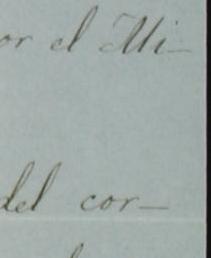 or el Mi-
del cor-